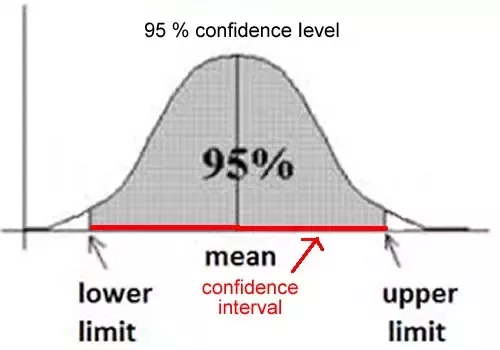 95 % confidence level
95%
mean
confidence
interval
lower
limit
upper
limit